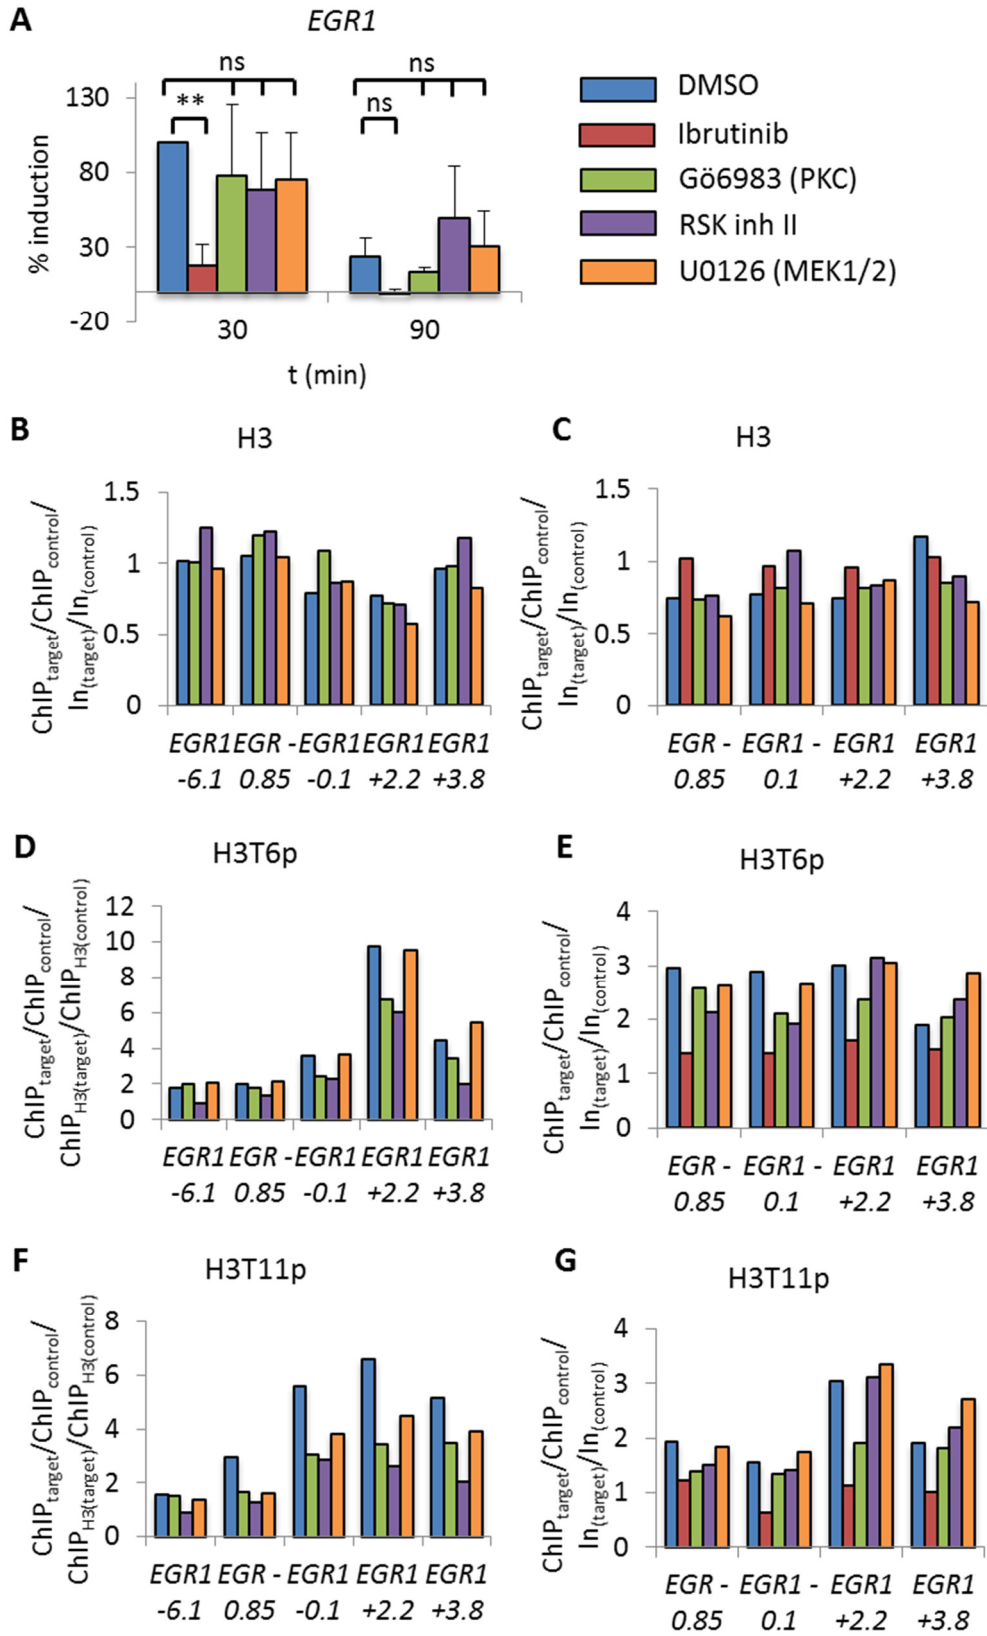 A
EGR1
% induction
130
80
30
-20
ns
**
ns
ns
30
90
t (min)
DMSO
Ibrutinib
Gö6983 (PKC)
RSK inh II
U0126 (MEK1/2)
B
H3
ChIPtarget/ChIPcontrol/
In(target)/In(control)
1.5
1
0.5
0
EGR1 EGR - EGR1 EGR1 EGR1
-6.1 0.85 -0.1 +2.2 +3.8
C
H3
ChIPtarget/ChIPcontrol/
In(target)/In(control)
1.5
1
0.5
0
EGR - EGR1 - EGR1 EGR1
0.85 0.1 +2.2 +3.8
D
H3T6p
ChIPtarget/ChIPcontrol/
ChIPH3(target)/ChIPH3(control)
12
10
8
6
4
2
0
EGR1 EGR - EGR1 EGR1 EGR1
-6.1 0.85 -0.1 +2.2 +3.8
E
H3T6p
ChIPtarget/ChIPcontrol/
In(target)/In(control)
4
3
2
1
0
EGR - EGR1 - EGR1 EGR1
0.85 0.1 +2.2 +3.8
F
H3T11p
ChIPtarget/ChIPcontrol/
ChIPH3(target)/ChIPH3(control)
8
6
4
2
0
EGR1 EGR - EGR1 EGR1 EGR1
-6.1 0.85 -0.1 +2.2 +3.8
G
H3T11p
ChIPtarget/ChIPcontrol/
In(target)/In(control)
4
3
2
1
0
EGR - EGR1 - EGR1 EGR1
0.85 0.1 +2.2 +3.8